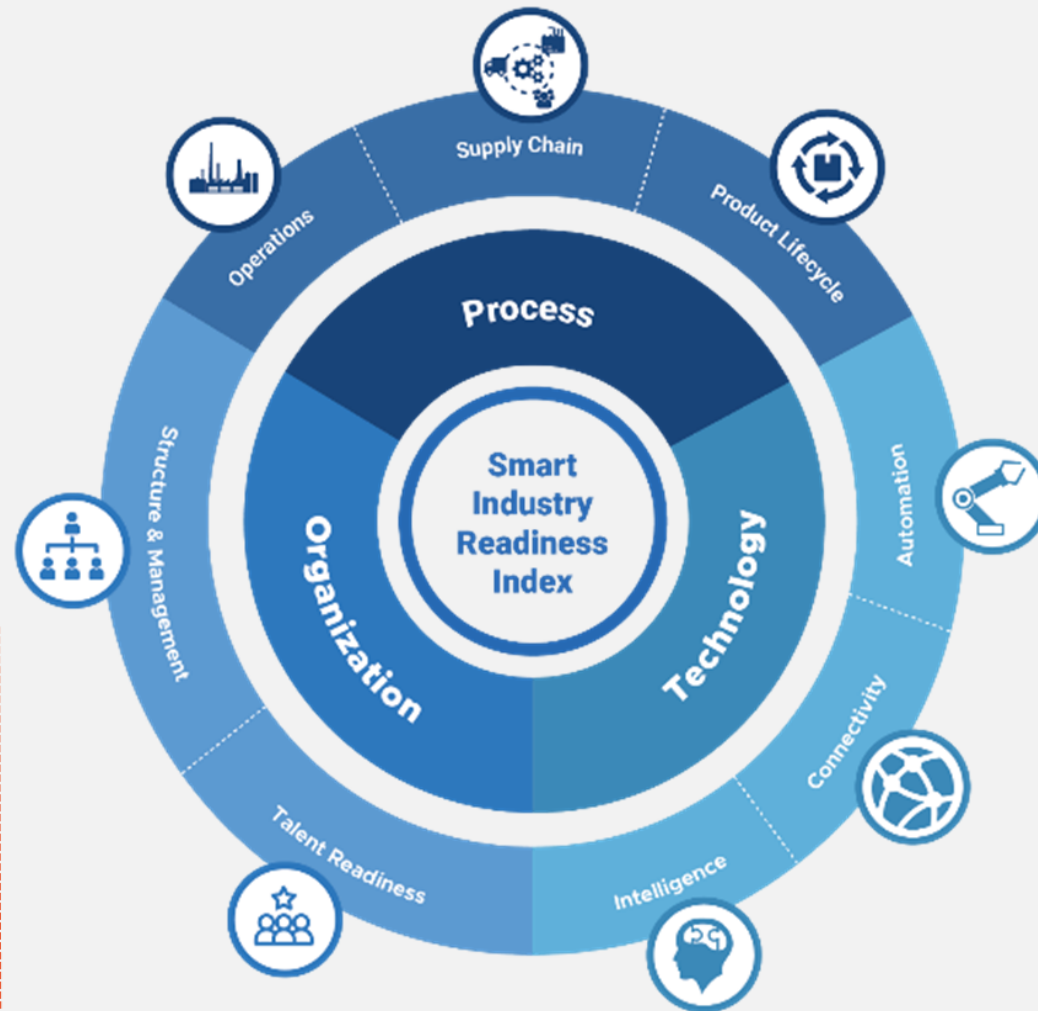 Supply Chain
Product Lifecycle
Operations
Process
Smart
Industry
Readiness
Index
Organization
Technology
Structure & Management
Automation
Connectivity
Talent Readiness
Intelligence